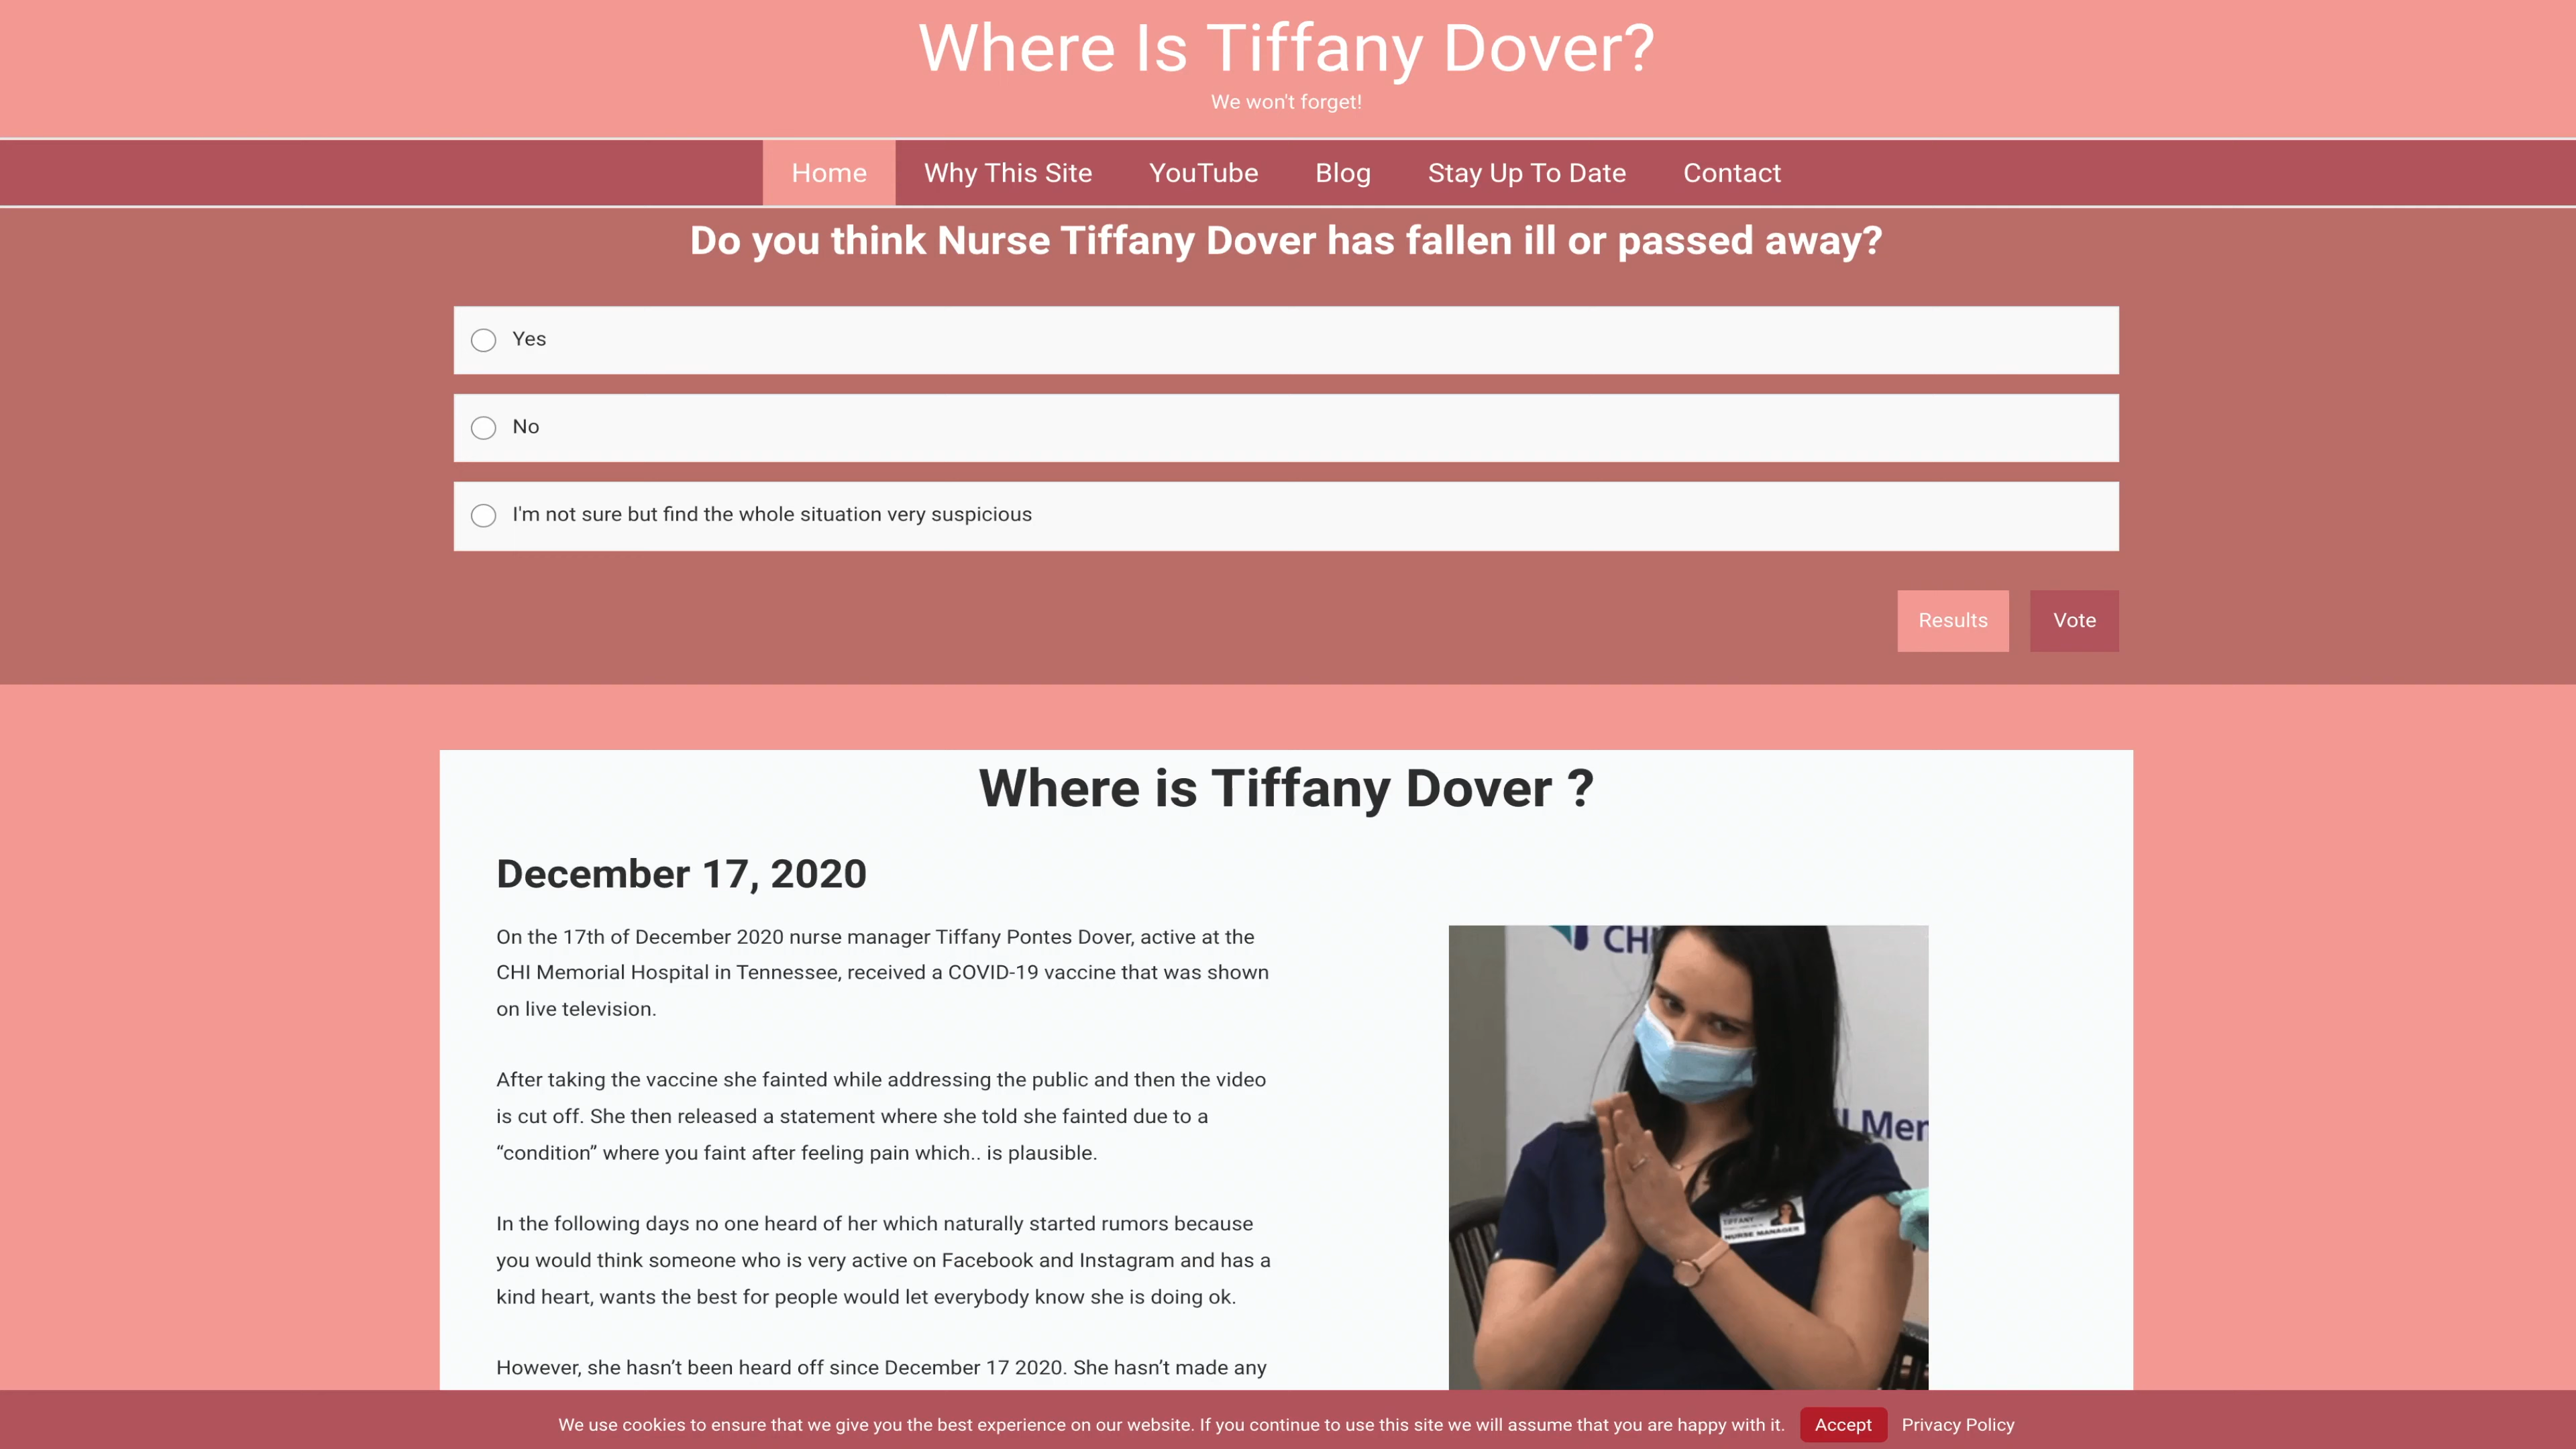 Where Is Tiffany Dover?
We won't forget!
Home Why This Site YouTube Blog Stay Up To Date Contact
Do you think Nurse Tiffany Dover has fallen ill or passed away?
Yes
No
I'm not sure but find the whole situation very suspicious
Results Vote
Where is Tiffany Dover ?
December 17, 2020
On the 17th of December 2020 nurse manager Tiffany Pontes Dover, active at the
CHI Memorial Hospital in Tennessee, received a COVID-19 vaccine that was shown
on live television.
After taking the vaccine she fainted while addressing the public and then the video
is cut off. She then released a statement where she told she fainted due to a
“condition” where you faint after feeling pain which.. is plausible.
In the following days no one heard of her which naturally started rumors because
you would think someone who is very active on Facebook and Instagram and has a
kind heart, wants the best for people would let everybody know she is doing ok.
However, she hasn’t been heard off since December 17 2020. She hasn’t made any
CHI
l Mer
TIFFANY
NURSE MANAGER
We use cookies to ensure that we give you the best experience on our website. If you continue to use this site we will assume that you are happy with it. Accept Privacy Policy